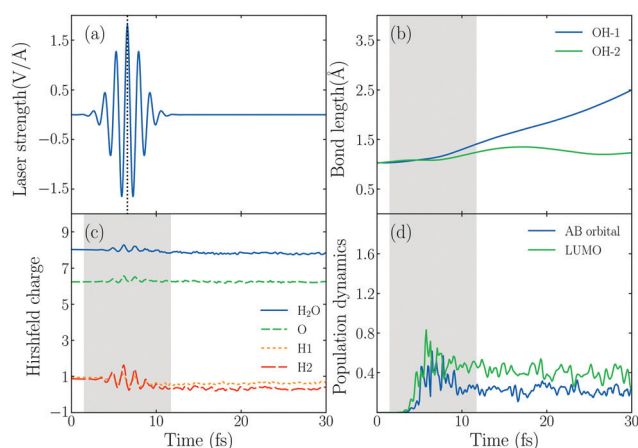 (a)
Laser strength(V/Å)
1.5
0.5
−0.5
−1.5
(b)
OH-1
OH-2
Bond length(Å)
3.5
2.5
1.5
0.5
(c)
Hirshfeld charge
9
7
5
3
1
−1
H₂O
O
H1
H2
0 10 20 30
Time (fs)
(d)
AB orbital
LUMO
Population dynamics
1.6
1.2
0.8
0.4
0 10 20 30
Time (fs)